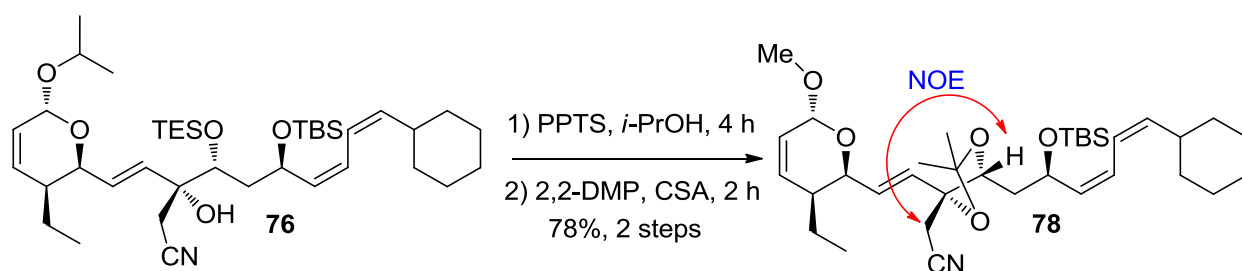 O
O
TESO
OTBS
OH
CN
76
1) PPTS, i-PrOH, 4 h
2) 2,2-DMP, CSA, 2 h
78%, 2 steps
Me
O
O
NOE
O
H
OTBS
O
CN
78